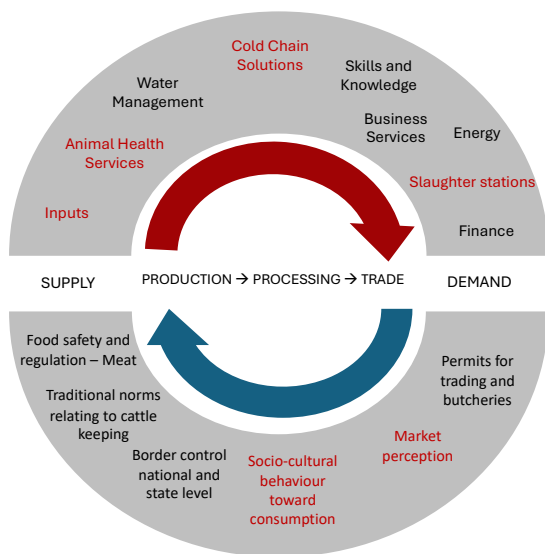 Cold Chain
Solutions
Skills and
Knowledge
Water
Management
Business
Services
Energy
Animal Health
Services
Slaughter stations
Inputs
Finance
SUPPLY
PRODUCTION → PROCESSING → TRADE
DEMAND
Food safety and
regulation – Meat
Traditional norms
relating to cattle
keeping
Border control
national and
state level
Socio-cultural
behaviour
toward
consumption
Market
perception
Permits for
trading and
butcheries